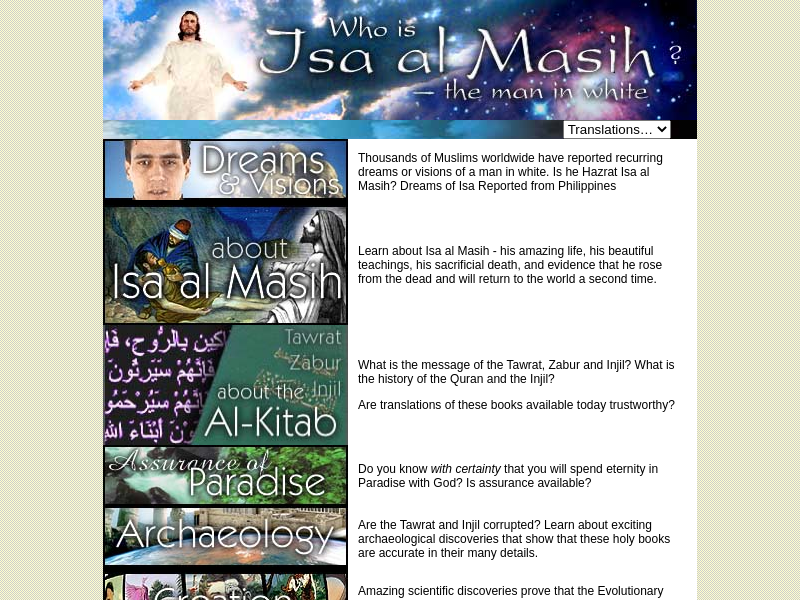 Who is
Isa al Masih ?
— the man in white
Translations…
Dreams
& Visions
Thousands of Muslims worldwide have reported recurring
dreams or visions of a man in white. Is he Hazrat Isa al
Masih? Dreams of Isa Reported from Philippines
about
Isa al Masih
Learn about Isa al Masih - his amazing life, his beautiful
teachings, his sacrificial death, and evidence that he rose
from the dead and will return to the world a second time.
Tawrat
Zabur
Injil
about the
Al-Kitab
What is the message of the Tawrat, Zabur and Injil? What is
the history of the Quran and the Injil?
Are translations of these books available today trustworthy?
Assurance of
Paradise
Do you know with certainty that you will spend eternity in
Paradise with God? Is assurance available?
Archaeology
Are the Tawrat and Injil corrupted? Learn about exciting
archaeological discoveries that show that these holy books
are accurate in their many details.
Creation
Amazing scientific discoveries prove that the Evolutionary